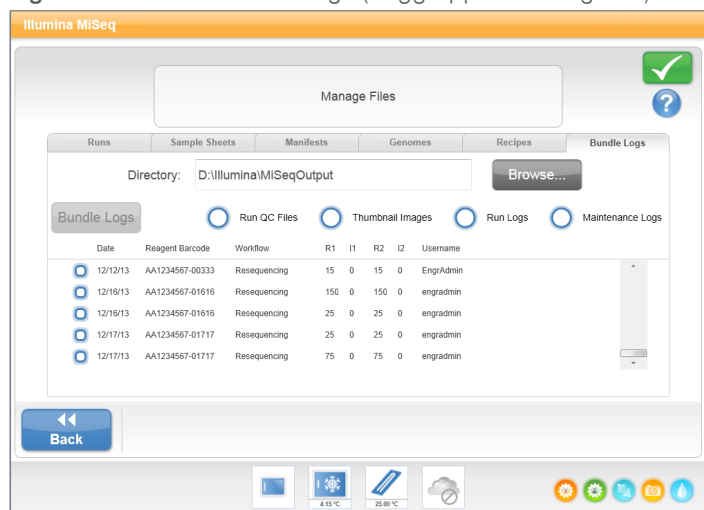 Illumina MiSeq
Manage Files
Runs Sample Sheets Manifests Genomes Recipes Bundle Logs
Directory: D:\Illumina\MiSeqOutput Browse...
Bundle Logs Run QC Files Thumbnail Images Run Logs Maintenance Logs
Date Reagent Barcode Workflow R1 I1 R2 I2 Username
12/12/13 AA1234567-00333 Resequencing 15 0 15 0 EngrAdmin
12/16/13 AA1234567-01616 Resequencing 150 0 150 0 engradmin
12/16/13 AA1234567-01616 Resequencing 25 0 25 0 engradmin
12/17/13 AA1234567-01717 Resequencing 25 0 25 0 engradmin
12/17/13 AA1234567-01717 Resequencing 75 0 75 0 engradmin
Back
4.15 °C 25.00 °C